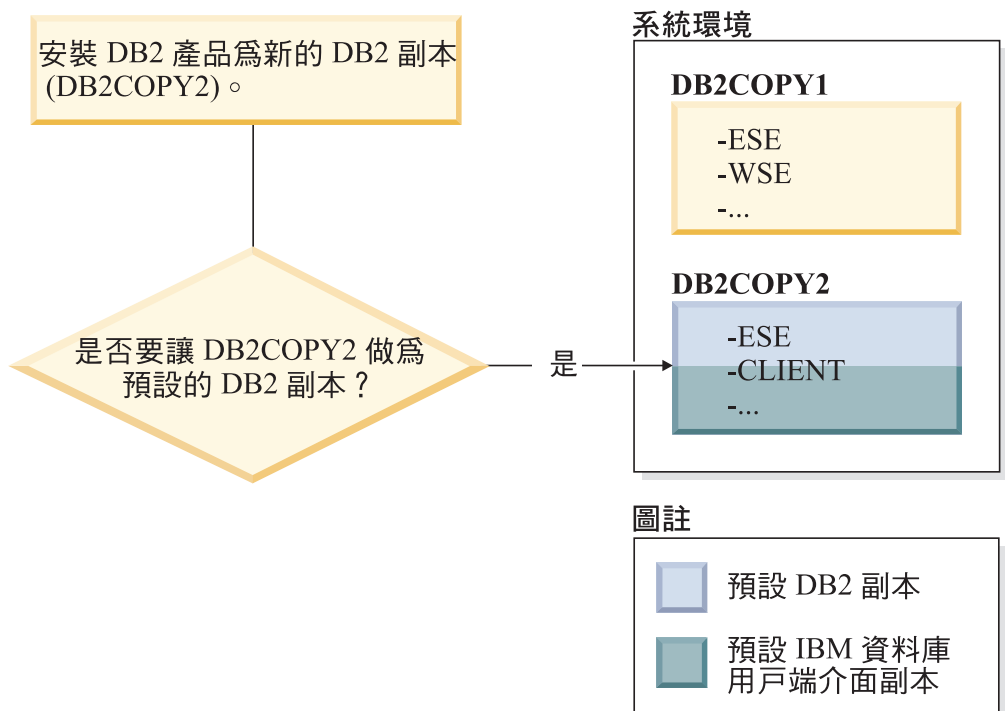 安裝 DB2 產品爲新的 DB2 副本
(DB2COPY2)。
是否要讓 DB2COPY2 做爲
預設的 DB2 副本？
是
系統環境
DB2COPY1
-ESE
-WSE
-...
DB2COPY2
-ESE
-CLIENT
-...
圖註
預設 DB2 副本
預設 IBM 資料庫
用戶端介面副本